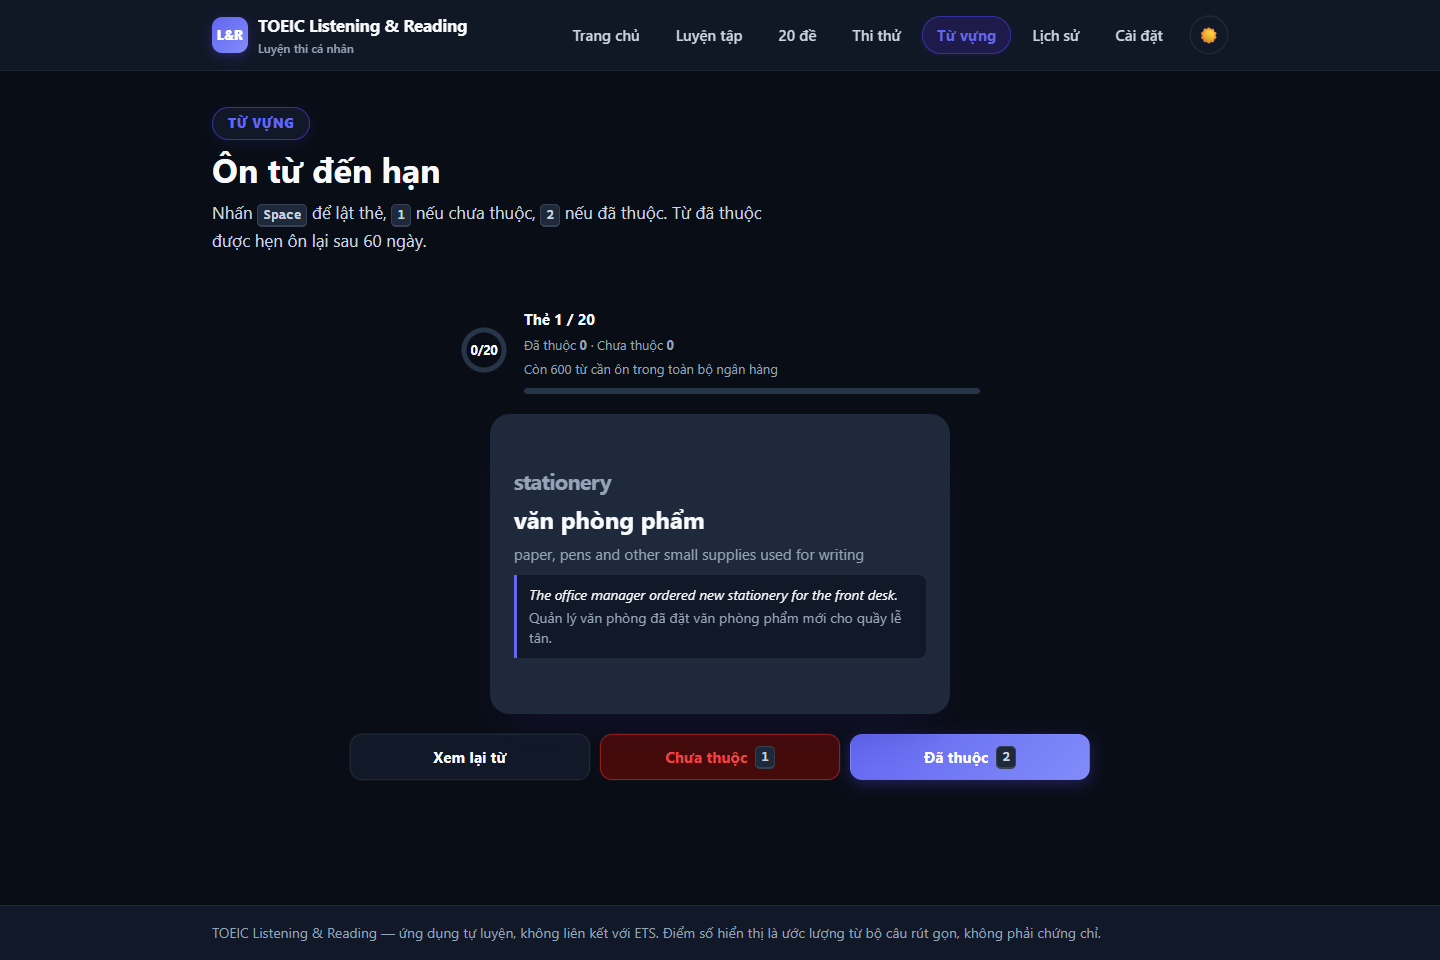 L&R
TOEIC Listening & Reading
Luyện thi cá nhân
Trang chủ
Luyện tập
20 đề
Thi thử
Từ vựng
Lịch sử
Cài đặt
TỪ VỰNG
Ôn từ đến hạn
Nhấn Space để lật thẻ, 1 nếu chưa thuộc, 2 nếu đã thuộc. Từ đã thuộc
được hẹn ôn lại sau 60 ngày.
0/20
Thẻ 1 / 20
Đã thuộc 0 · Chưa thuộc 0
Còn 600 từ cần ôn trong toàn bộ ngân hàng
stationery
văn phòng phẩm
paper, pens and other small supplies used for writing
The office manager ordered new stationery for the front desk.
Quản lý văn phòng đã đặt văn phòng phẩm mới cho quầy lễ
tân.
Xem lại từ
Chưa thuộc 1
Đã thuộc 2
TOEIC Listening & Reading — ứng dụng tự luyện, không liên kết với ETS. Điểm số hiển thị là ước lượng từ bộ câu rút gọn, không phải chứng chỉ.